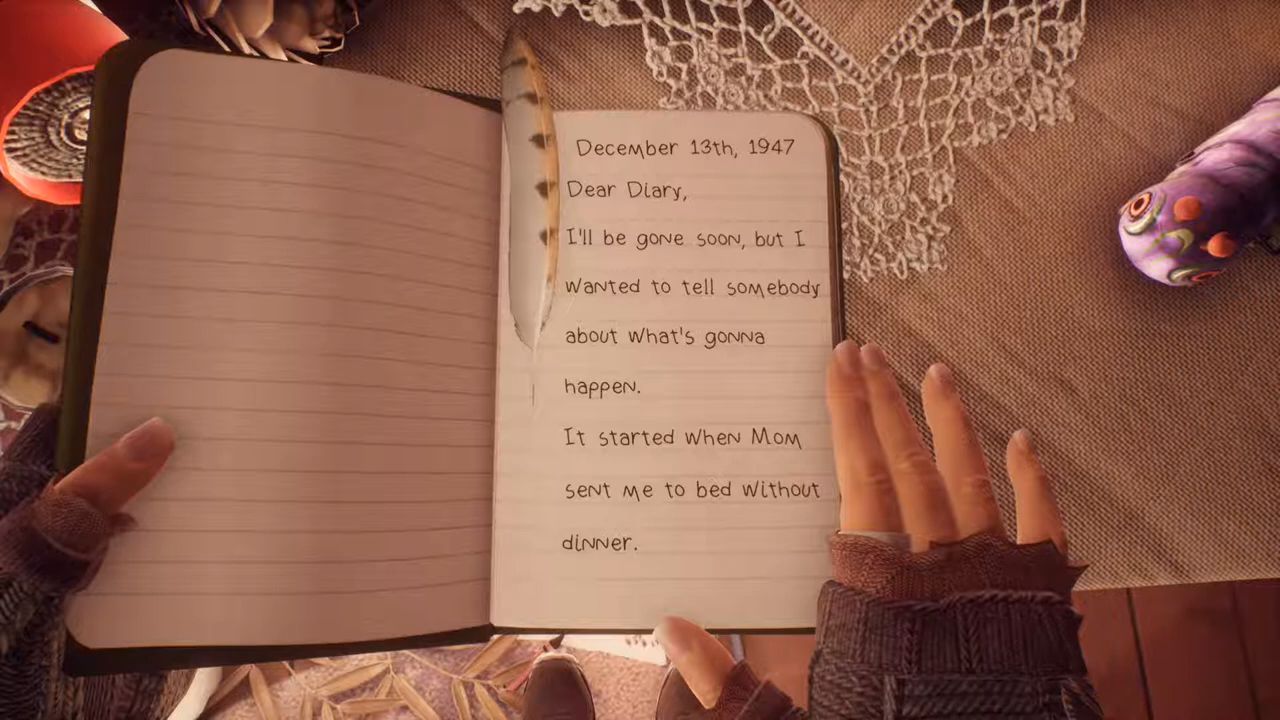 December 13th, 1947
Dear Diary,
I'll be gone soon, but I
wanted to tell somebody
about what's gonna
happen.
It started when Mom
sent me to bed without
dinner.